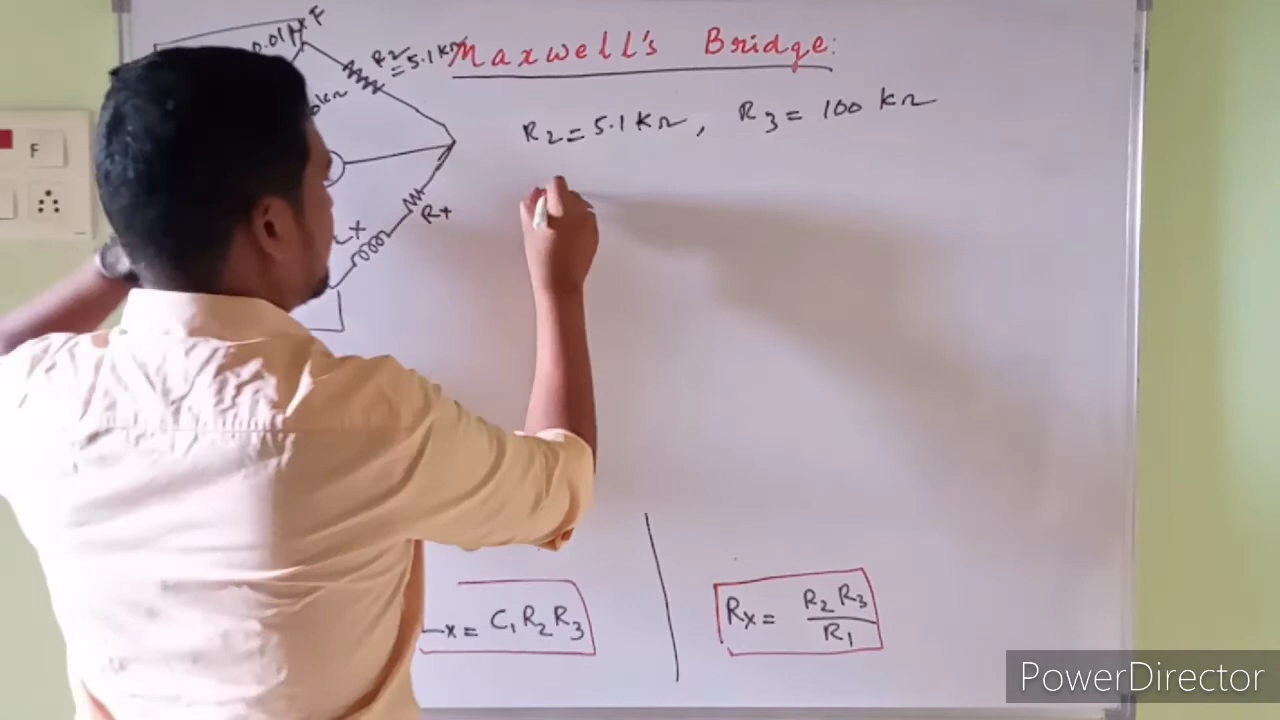 Maxwell's Bridge:
0.01 μF
R2
= 5.1 kΩ
R2 = 5.1 kΩ, R3 = 100 kΩ
F
Rx
x = C1 R2 R3
Rx = R2 R3
R1
PowerDirector